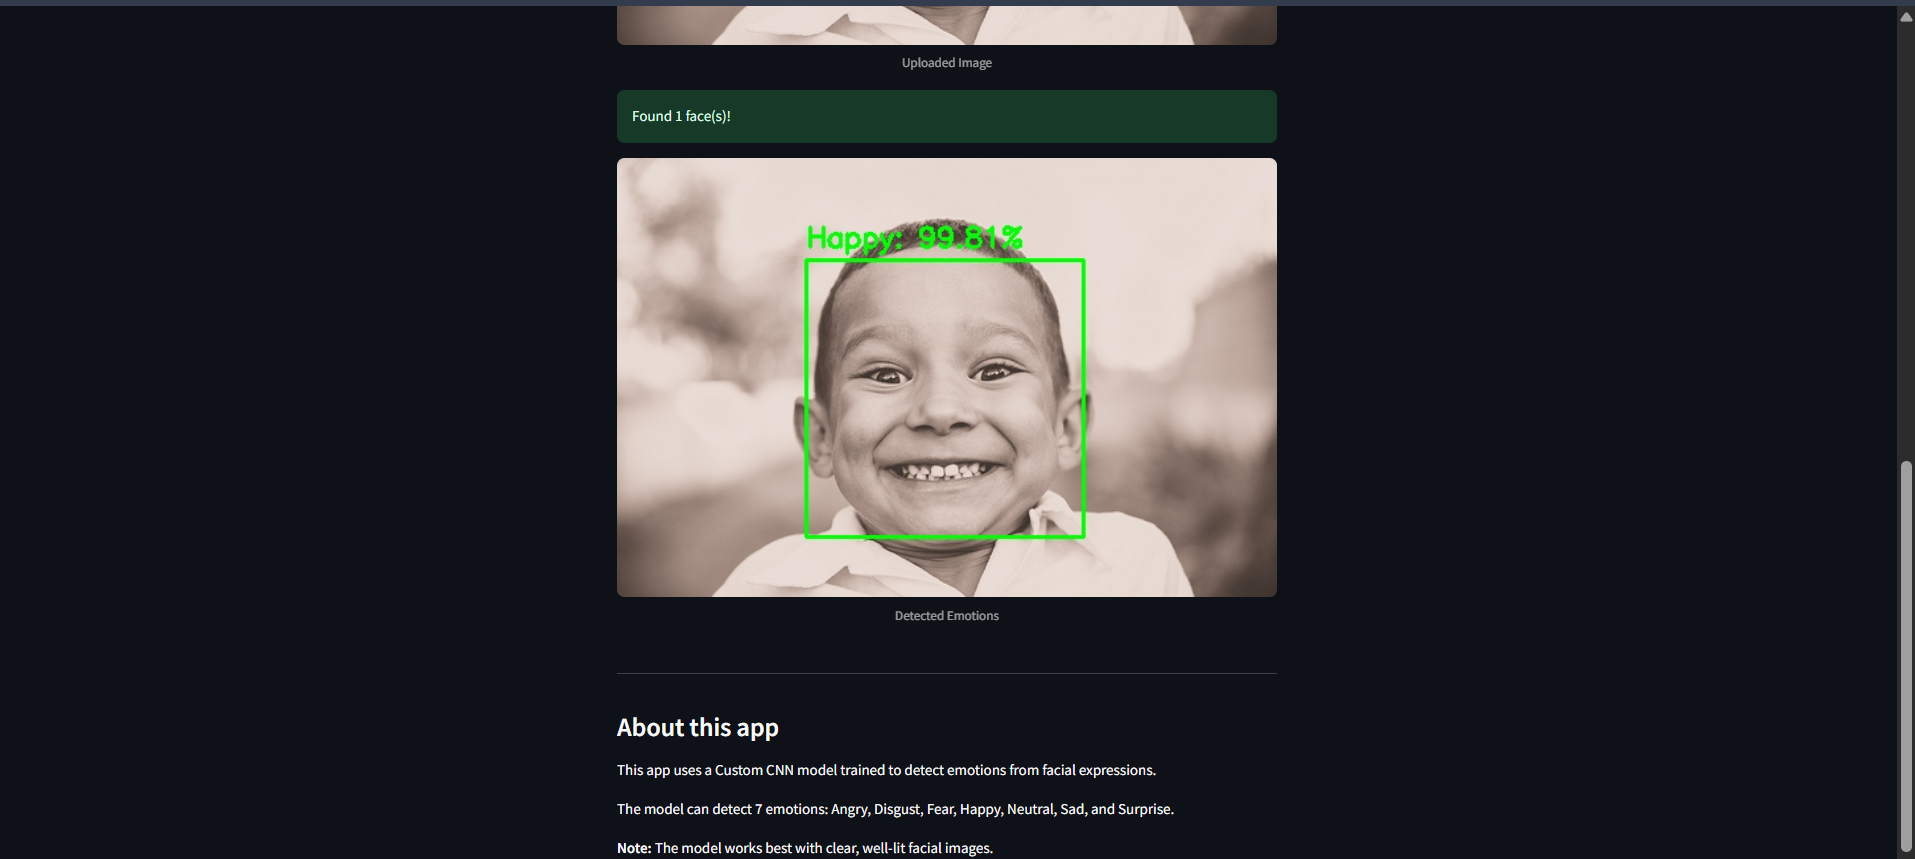 Uploaded Image
Found 1 face(s)!
Happy: 99.81%
Detected Emotions
About this app
This app uses a Custom CNN model trained to detect emotions from facial expressions.
The model can detect 7 emotions: Angry, Disgust, Fear, Happy, Neutral, Sad, and Surprise.
Note: The model works best with clear, well-lit facial images.